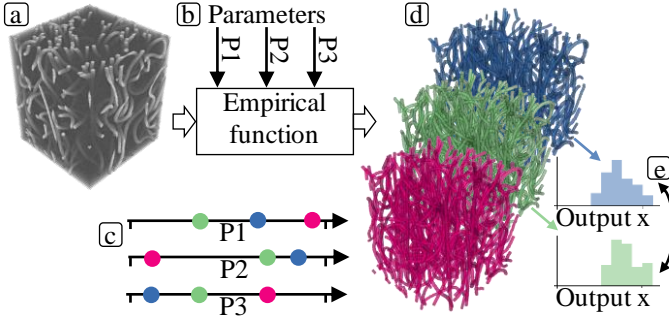 a
b
Parameters
P1
P2
P3
Empirical
function
c
P1
P2
P3
d
e
Output x
Output x